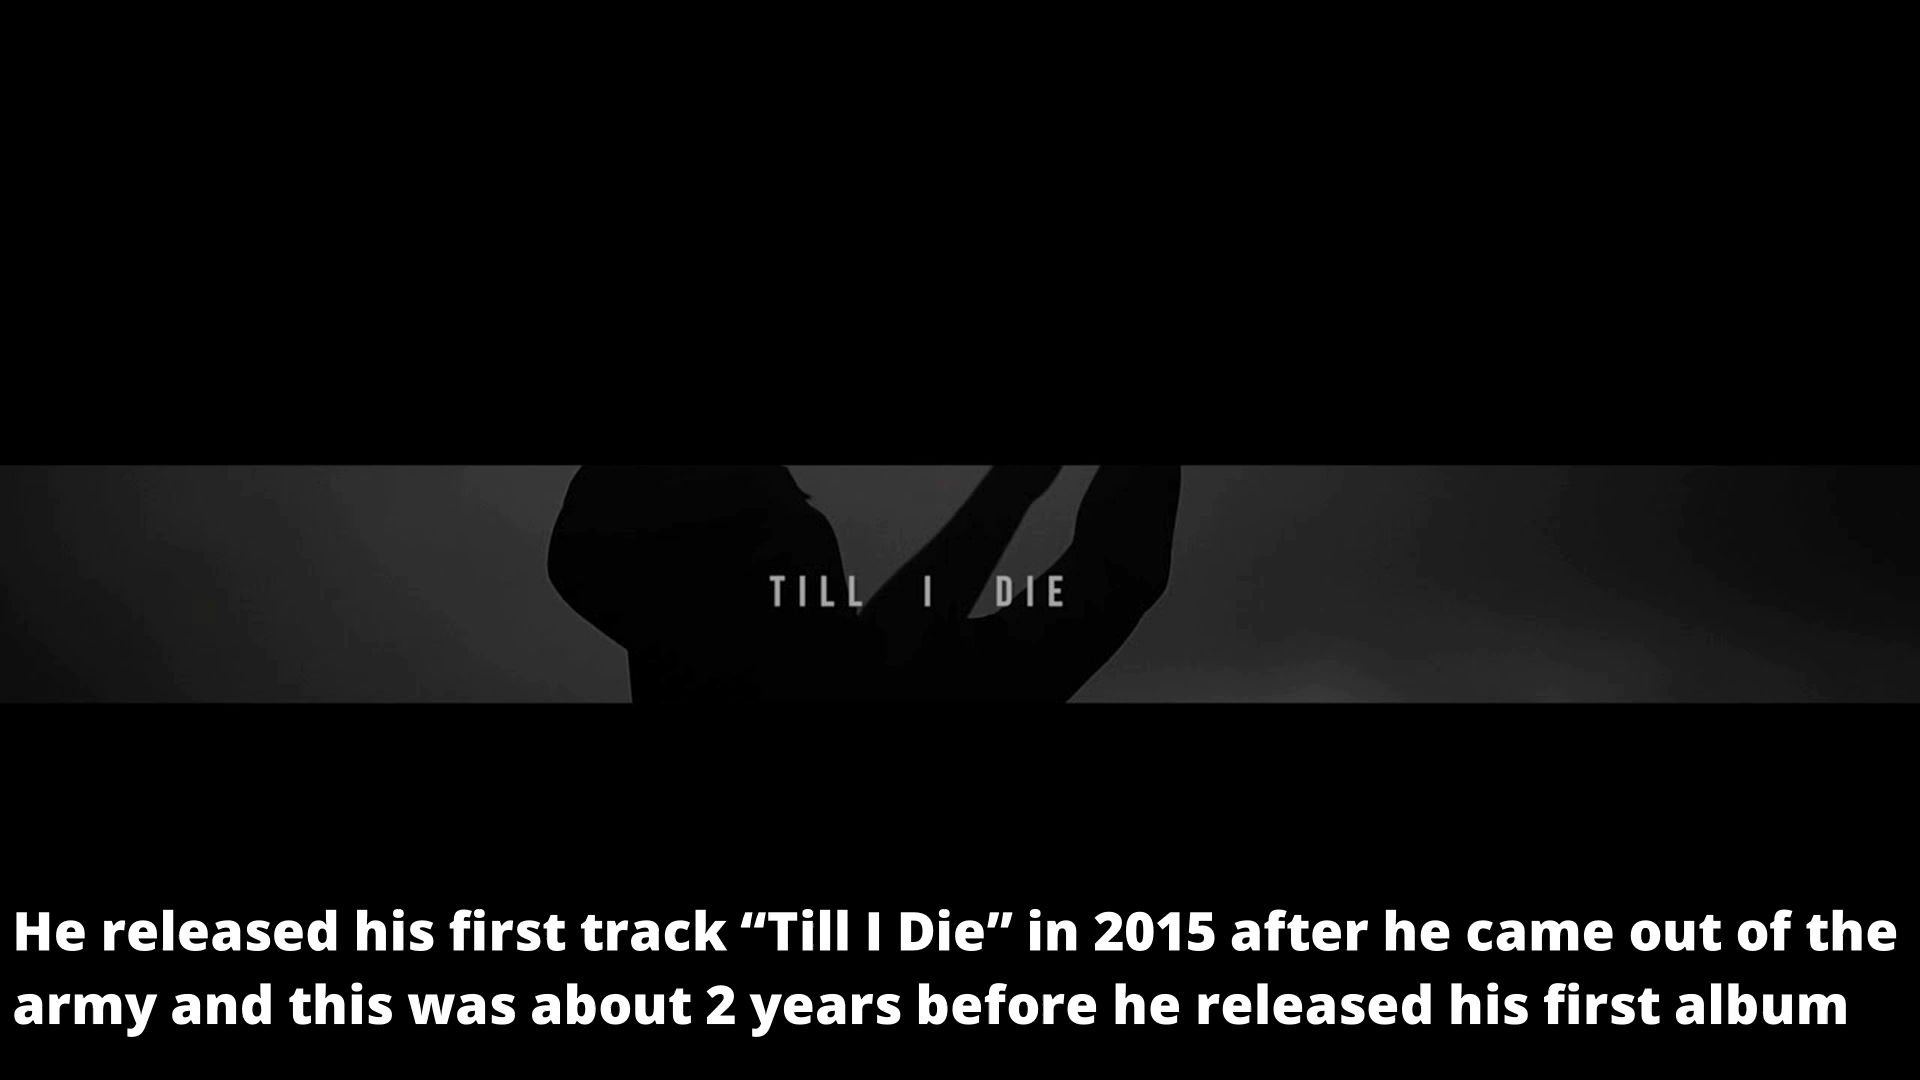 TILL I DIE
He released his first track “Till I Die” in 2015 after he came out of the
army and this was about 2 years before he released his first album